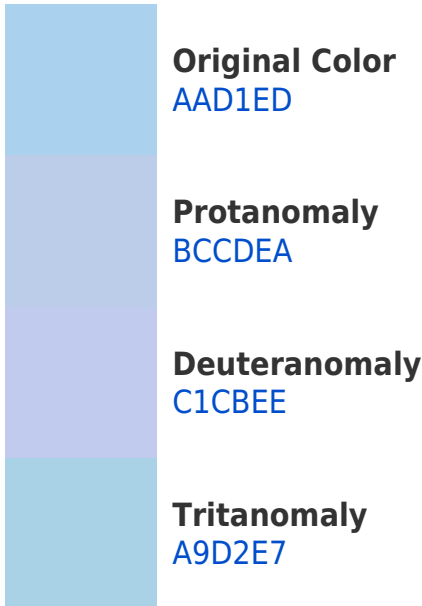 Original Color
AAD1ED
Protanomaly
BCCDEA
Deuteranomaly
C1CBEE
Tritanomaly
A9D2E7